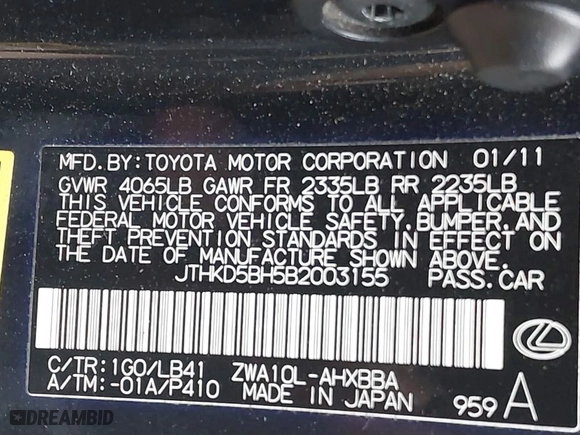 MFD. BY: TOYOTA MOTOR CORPORATION 01/11
GVWR 4065LB GAWR FR 2335LB RR 2235LB
THIS VEHICLE CONFORMS TO ALL APPLICABLE
FEDERAL MOTOR VEHICLE SAFETY, BUMPER, AND
THEFT PREVENTION STANDARDS IN EFFECT ON
THE DATE OF MANUFACTURE SHOWN ABOVE.
JTHKD5BH5B2003155 PASS. CAR
C/TR: 1G0/LB41 ZWA10L-AHXBBA
A/TM: -01A/P410 MADE IN JAPAN 959 A
DREAMBID